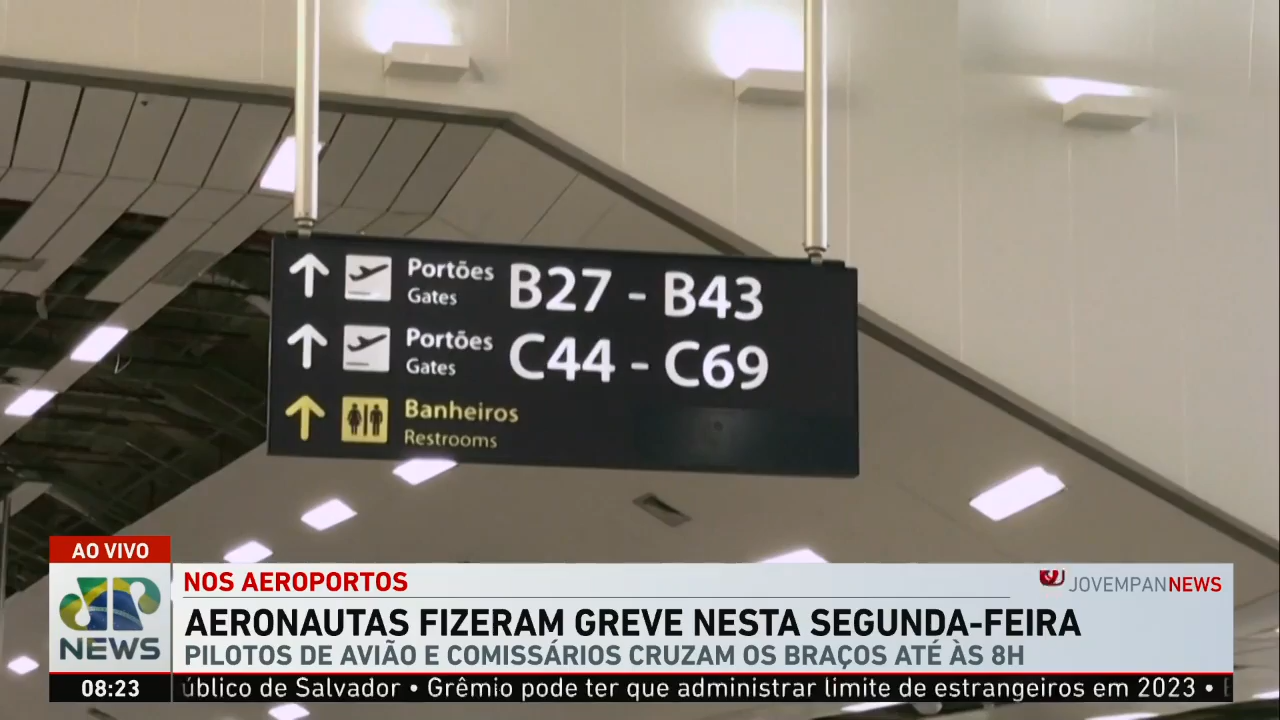 Portões B27 - B43
Gates
Portões C44 - C69
Gates
Banheiros
Restrooms
AO VIVO
JP
NEWS
NOS AEROPORTOS
JOVEMPANNEWS
AERONAUTAS FIZERAM GREVE NESTA SEGUNDA-FEIRA
PILOTOS DE AVIÃO E COMISSÁRIOS CRUZAM OS BRAÇOS ATÉ ÀS 8H
08:23
úblico de Salvador • Grêmio pode ter que administrar limite de estrangeiros em 2023 •